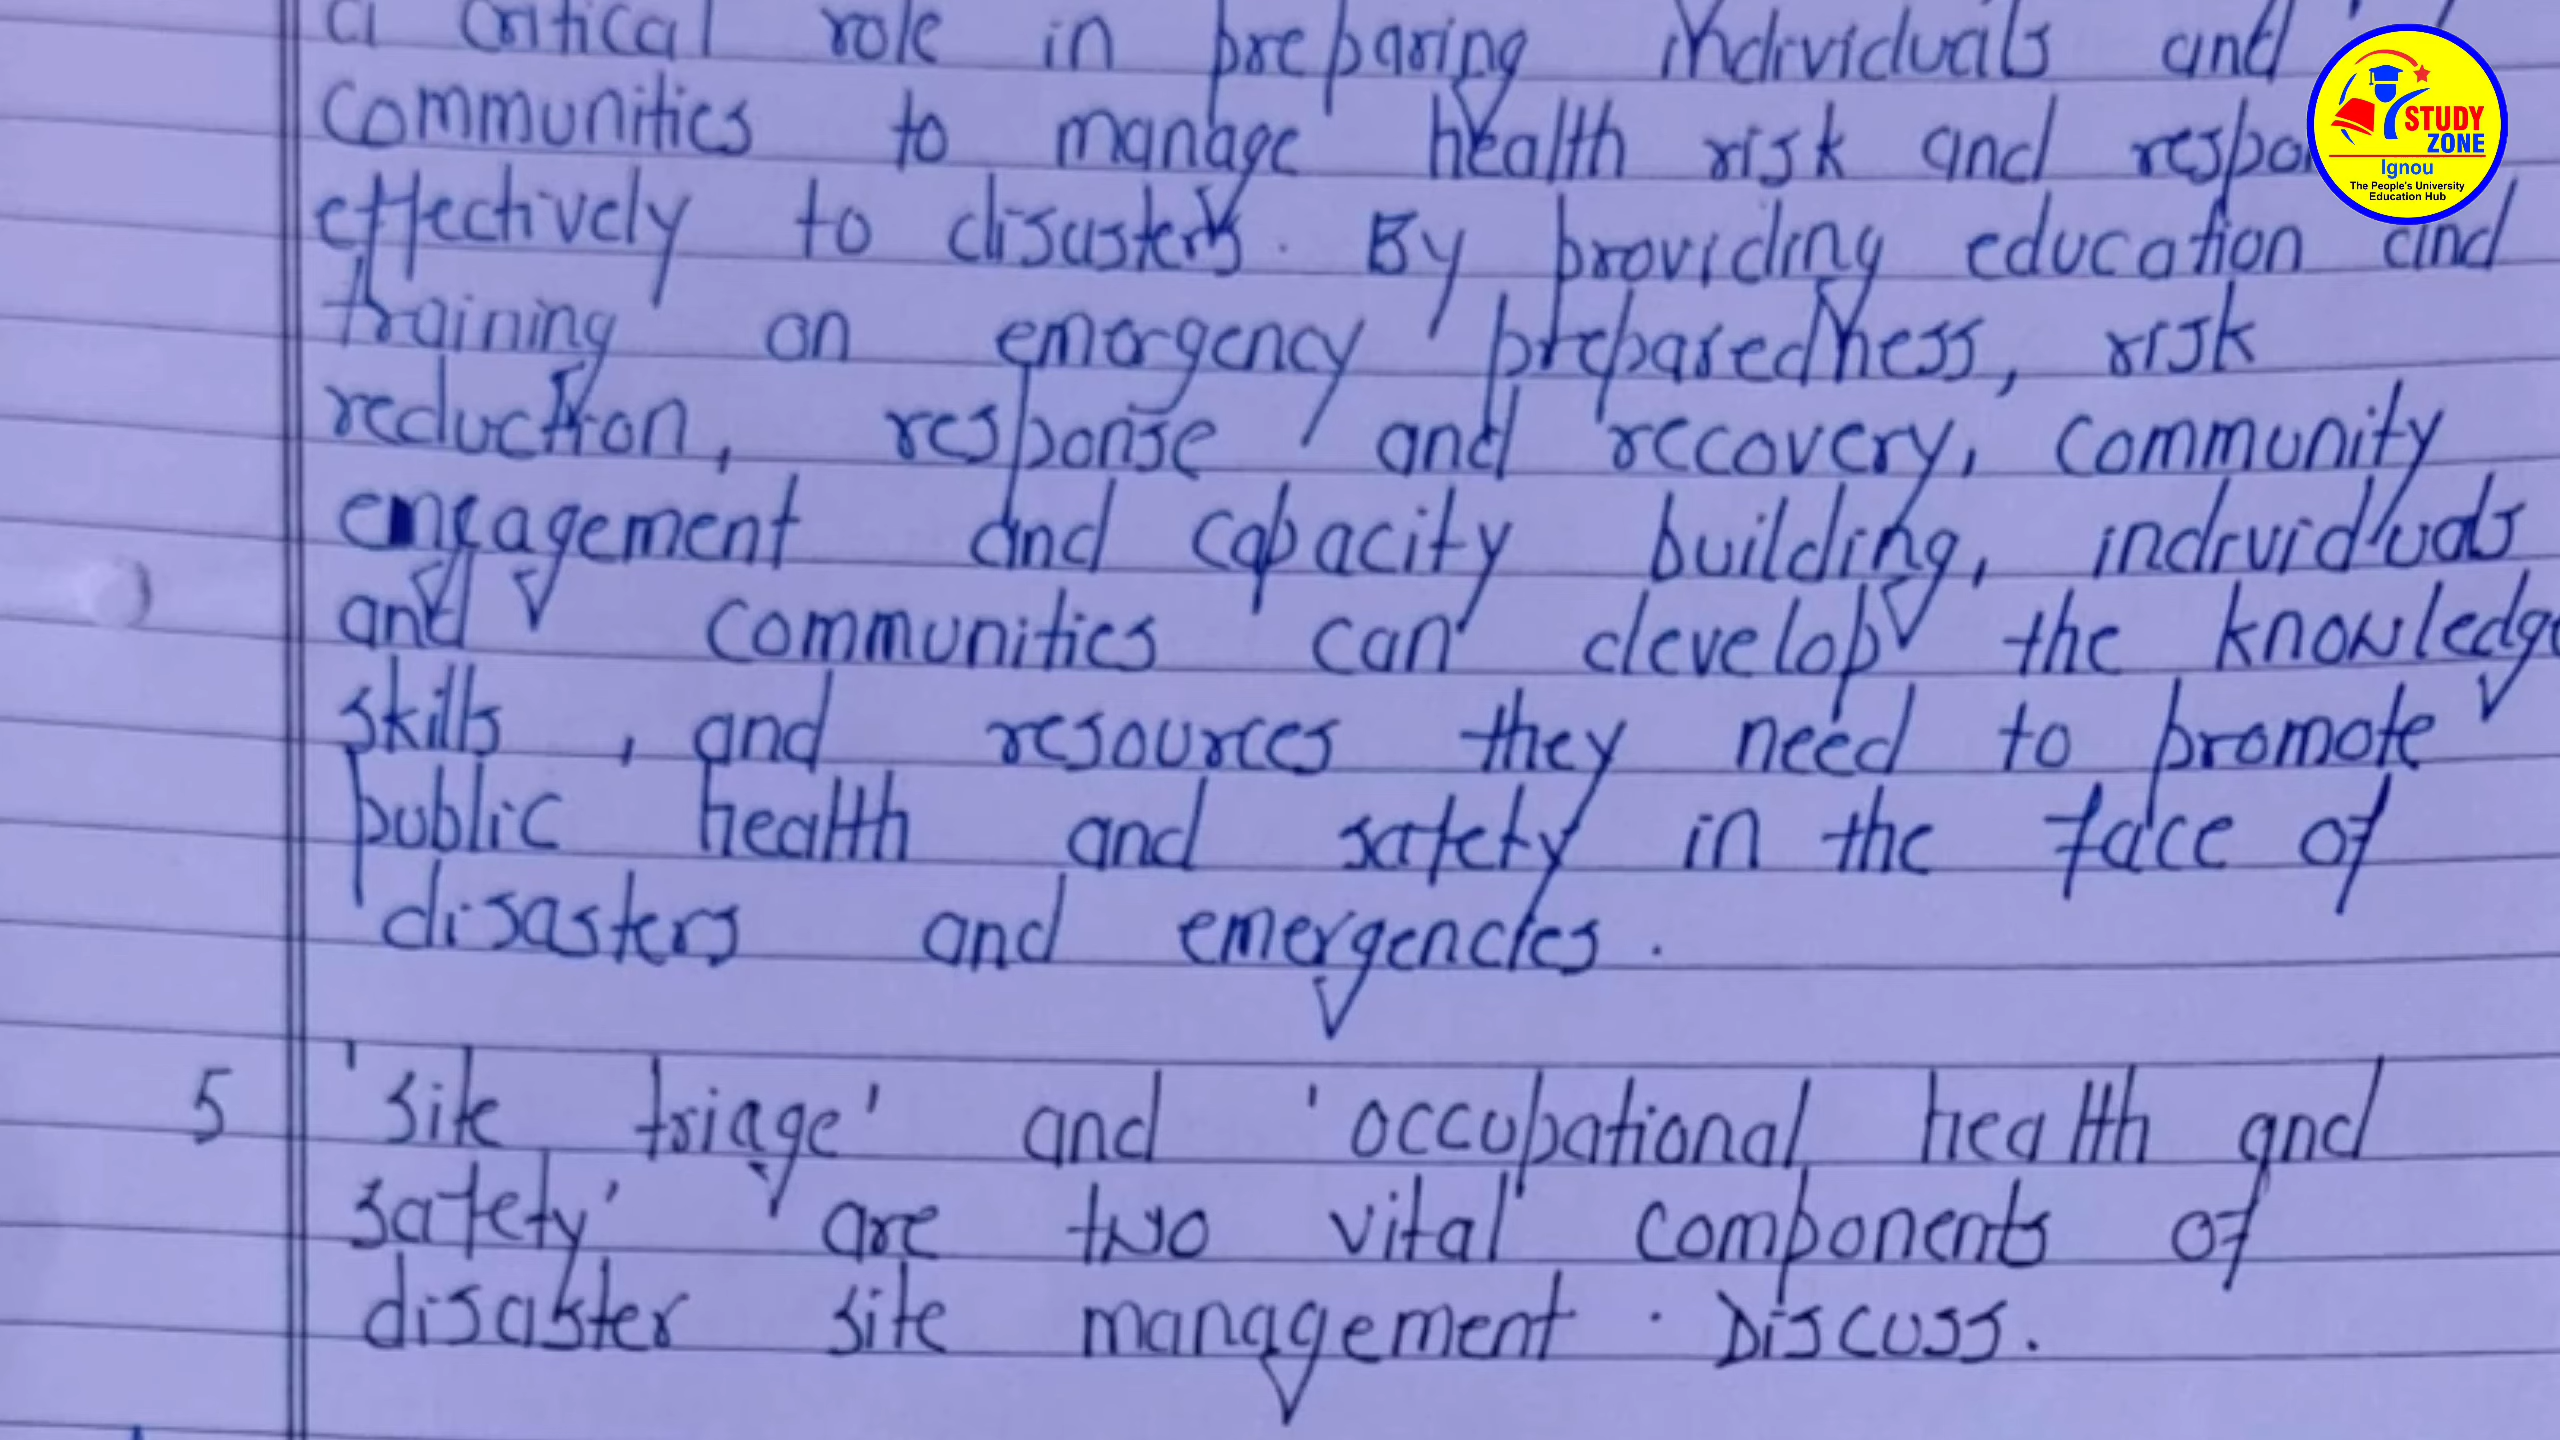 a critical role in preparing individuals and
communities to manage health risk and respo
effectively to disasters. By providing education and
training on emergency preparedness, risk
reduction, response and recovery, community
engagement and capacity building, individuals
and communities can develop the knowledge
skills, and resources they need to promote
public health and safety in the face of
disasters and emergencies.
5 'Site triage' and 'occupational health and
safety' are two vital components of
disaster site management. Discuss.
STUDY
ZONE
Ignou
The People's University
Education Hub